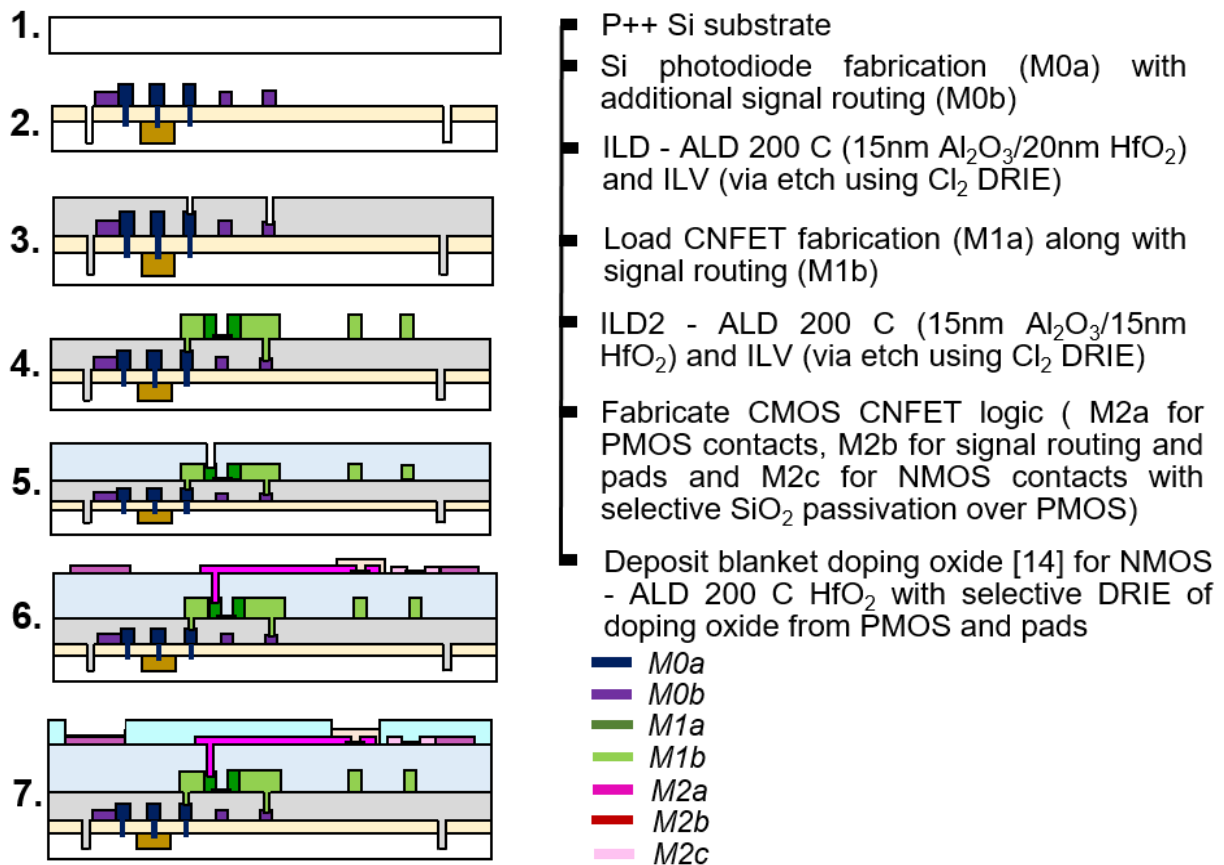 1.
P++ Si substrate
2.
Si photodiode fabrication (M0a) with
additional signal routing (M0b)
3.
ILD - ALD 200 C (15nm Al₂O₃/20nm HfO₂)
and ILV (via etch using Cl₂ DRIE)
4.
Load CNFET fabrication (M1a) along with
signal routing (M1b)
5.
ILD2 - ALD 200 C (15nm Al₂O₃/15nm
HfO₂) and ILV (via etch using Cl₂ DRIE)
6.
Fabricate CMOS CNFET logic ( M2a for
PMOS contacts, M2b for signal routing and
pads and M2c for NMOS contacts with
selective SiO₂ passivation over PMOS)
7.
Deposit blanket doping oxide [14] for NMOS
- ALD 200 C HfO₂ with selective DRIE of
doping oxide from PMOS and pads
M0a
M0b
M1a
M1b
M2a
M2b
M2c